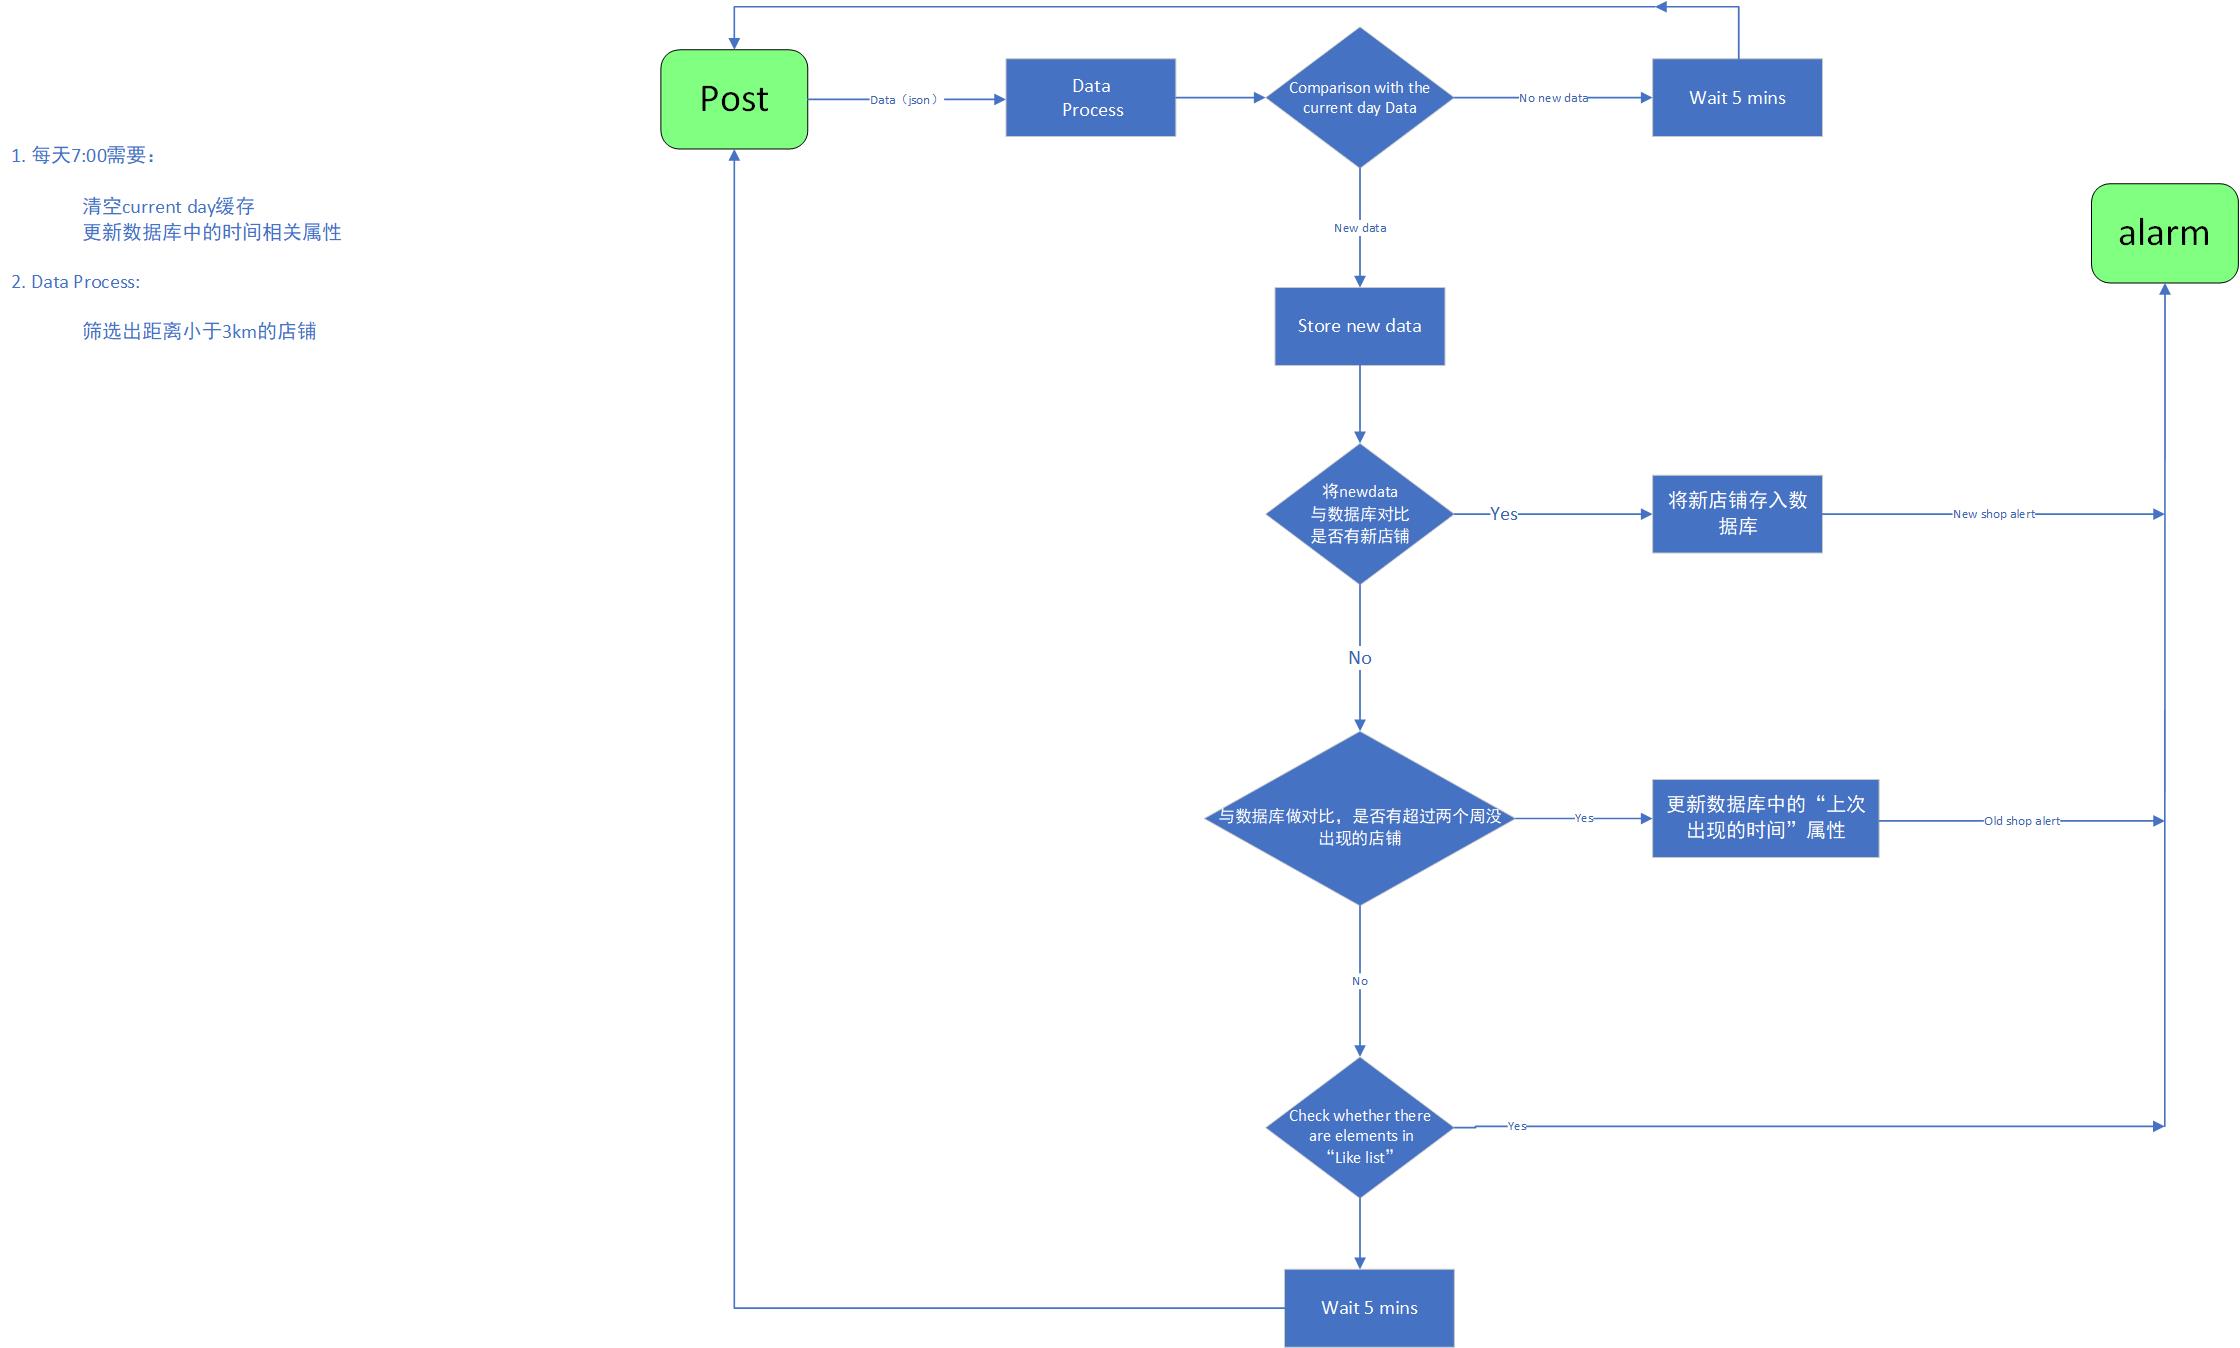 Post
Data（json）
Data
Process
Comparison with the
current day Data
No new data
Wait 5 mins
1. 每天7:00需要：
清空current day缓存
更新数据库中的时间相关属性
2. Data Process:
筛选出距离小于3km的店铺
alarm
New data
Store new data
将newdata
与数据库对比
是否有新店铺
Yes
将新店铺存入数
据库
New shop alert
No
与数据库做对比，是否有超过两个周没
出现的店铺
Yes
更新数据库中的“上次
出现的时间”属性
Old shop alert
No
Check whether there
are elements in
“Like list”
Yes
Wait 5 mins